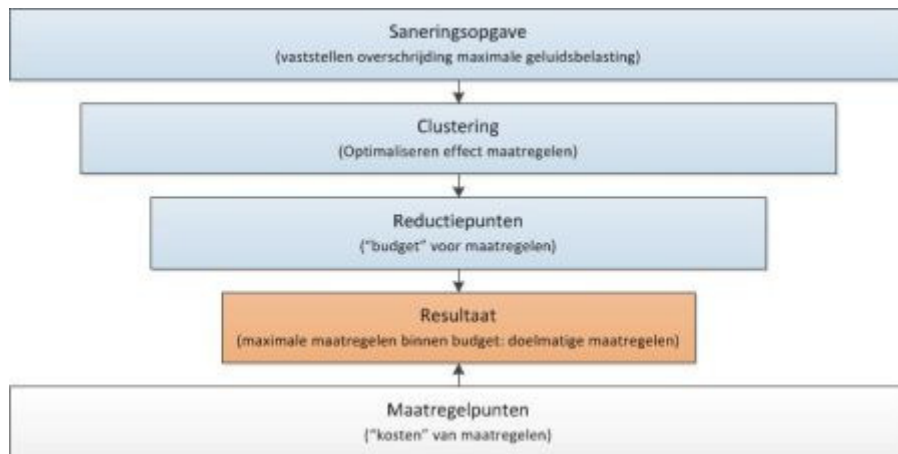 Saneringsopgave
(vaststellen overschrijding maximale geluidsbelasting)
Clustering
(Optimaliseren effect maatregelen)
Reductiepunten
("budget" voor maatregelen)
Resultaat
(maximale maatregelen binnen budget: doelmatige maatregelen)
Maatregelpunten
("kosten" van maatregelen)